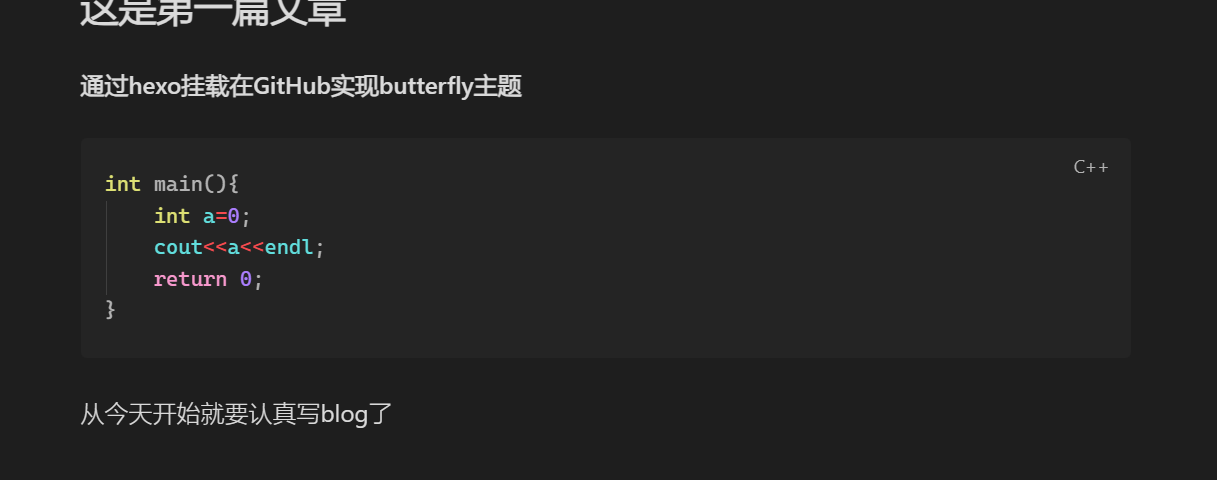 这是第一篇文章
通过hexo挂载在GitHub实现butterfly主题
C++
int main(){
    int a=0;
    cout<<a<<endl;
    return 0;
}
从今天开始就要认真写blog了